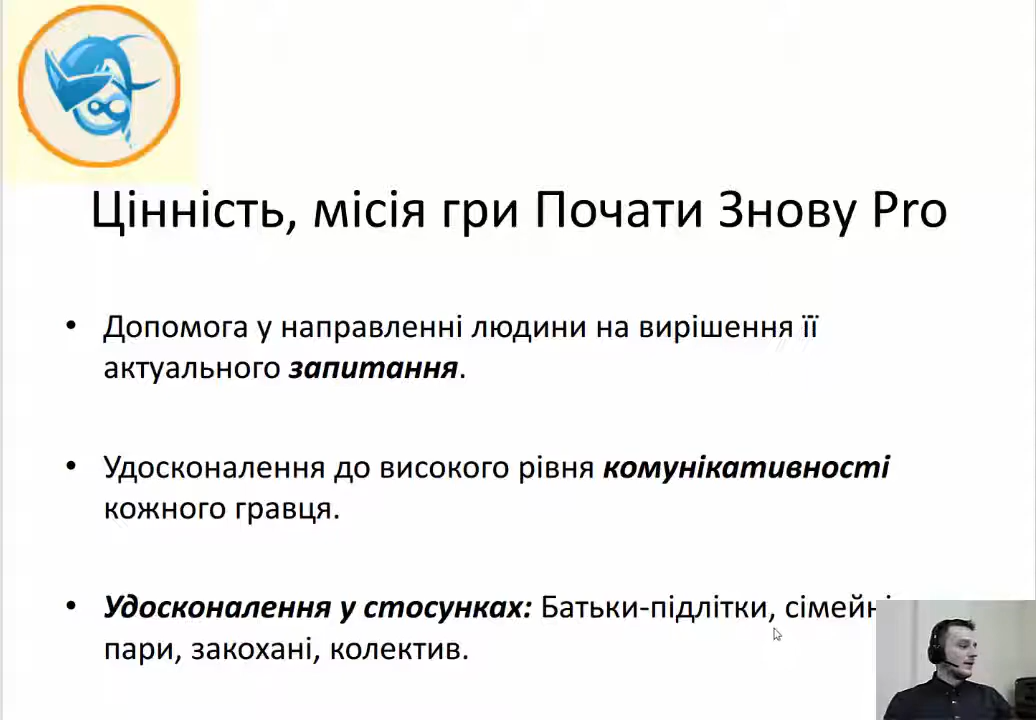 Цінність, місія гри Почати Знову Pro
• Допомога у направленні людини на вирішення її
актуального запитання.
• Удосконалення до високого рівня комунікативності
кожного гравця.
• Удосконалення у стосунках: Батьки-підлітки,
пари, закохані, колектив.